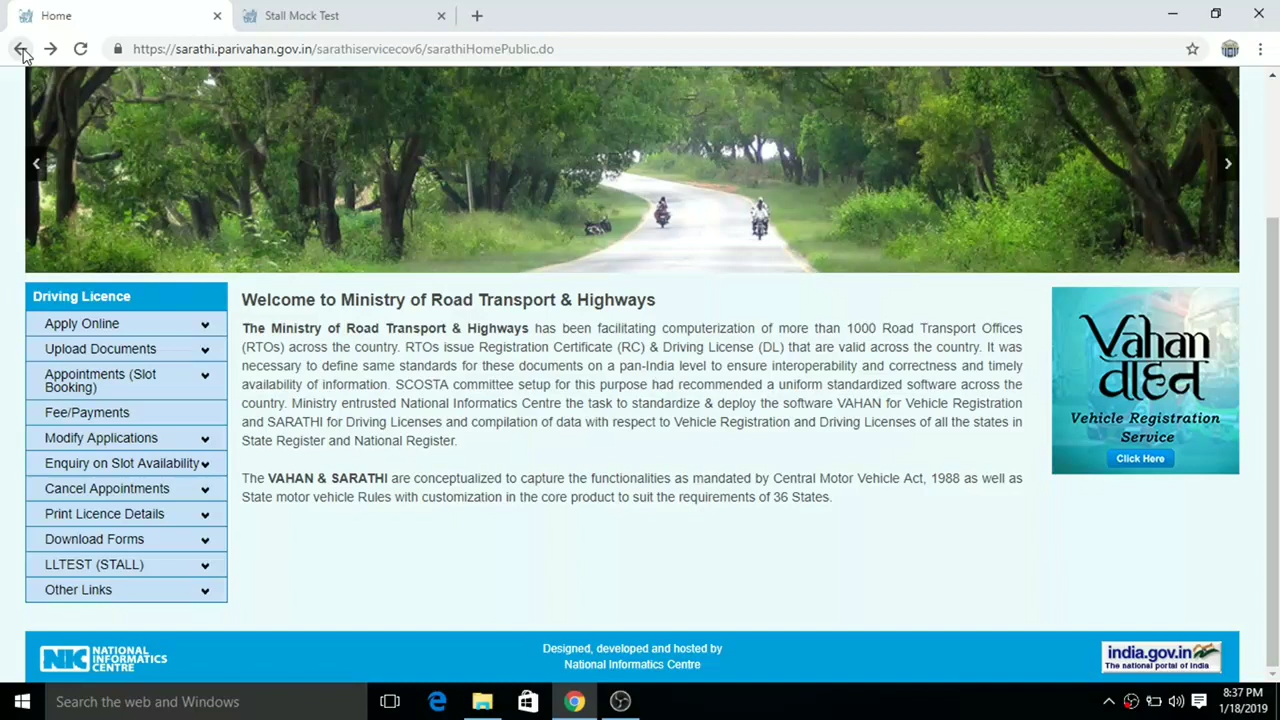 Home
Stall Mock Test
https://sarathi.parivahan.gov.in/sarathiservicecov6/sarathiHomePublic.do
Driving Licence
Apply Online
Upload Documents
Appointments (Slot
Booking)
Fee/Payments
Modify Applications
Enquiry on Slot Availability
Cancel Appointments
Print Licence Details
Download Forms
LLTEST (STALL)
Other Links
Welcome to Ministry of Road Transport & Highways
The Ministry of Road Transport & Highways has been facilitating computerization of more than 1000 Road Transport Offices
(RTOs) across the country. RTOs issue Registration Certificate (RC) & Driving License (DL) that are valid across the country. It was
necessary to define same standards for these documents on a pan-India level to ensure interoperability and correctness and timely
availability of information. SCOSTA committee setup for this purpose had recommended a uniform standardized software across the
country. Ministry entrusted National Informatics Centre the task to standardize & deploy the software VAHAN for Vehicle Registration
and SARATHI for Driving Licenses and compilation of data with respect to Vehicle Registration and Driving Licenses of all the states in
State Register and National Register.
The VAHAN & SARATHI are conceptualized to capture the functionalities as mandated by Central Motor Vehicle Act, 1988 as well as
State motor vehicle Rules with customization in the core product to suit the requirements of 36 States.
Vahan
वाहन
Vehicle Registration
Service
Click Here
NIC NATIONAL
INFORMATICS
CENTRE
Designed, developed and hosted by
National Informatics Centre
india.gov.in
The national portal of India
Search the web and Windows
8:37 PM
1/18/2019